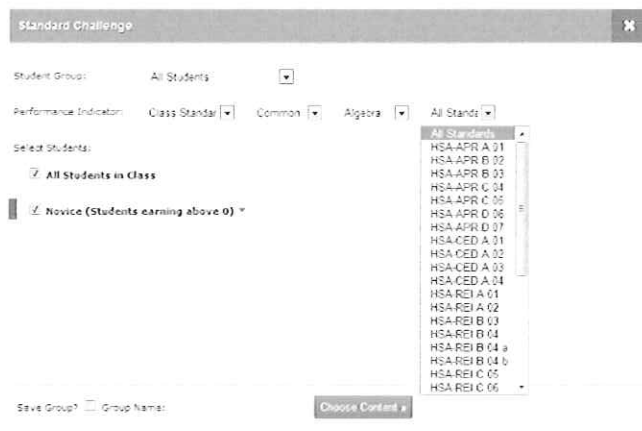 Standard Challenge
Student Group: All Students
Performance Indicator: Class Standar Common Algebra All Standa
All Standards
Select Students:
HSA-APR A 01
HSA-APR B 02
HSA-APR B 03
All Students in Class
HSA-APR C 04
HSA-APR C 05
HSA-APR D 06
Novice (Students earning above 0)
HSA-APR D 07
HSA-CED A 01
HSA-CED A 02
HSA-CED A 03
HSA-CED A 04
HSA-REI A 01
HSA-REI A 02
HSA-REI B 03
HSA-REI B 04
HSA-REI B 04 a
HSA-REI B 04 b
HSA-REI C 05
HSA-REI C 06
Save Group? Group Name:
Choose Content